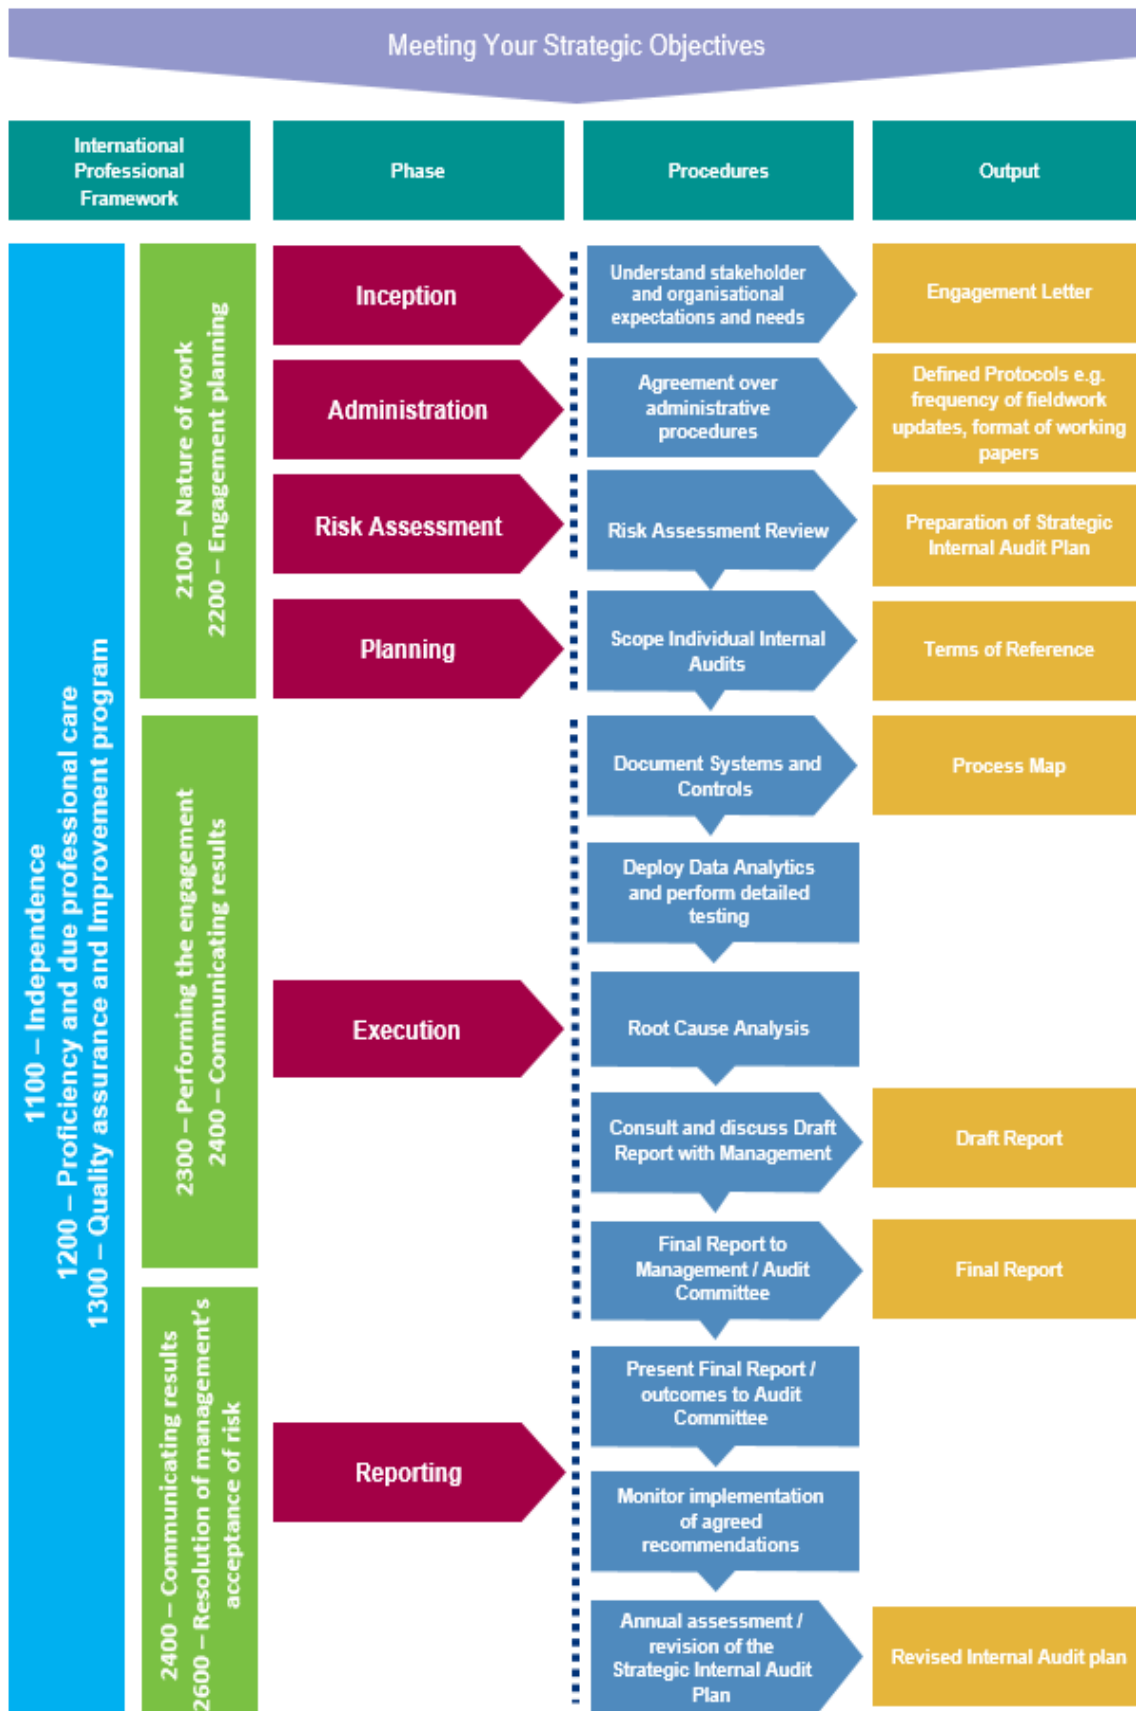 Meeting Your Strategic Objectives
International
Professional
Framework
Phase
Procedures
Output
1100 – Independence
1200 – Proficiency and due professional care
1300 – Quality assurance and Improvement program
2100 – Nature of work
2200 – Engagement planning
Inception
Understand stakeholder
and organisational
expectations and needs
Engagement Letter
Administration
Agreement over
administrative
procedures
Defined Protocols e.g.
frequency of fieldwork
updates, format of working
papers
Risk Assessment
Risk Assessment Review
Preparation of Strategic
Internal Audit Plan
Planning
Scope Individual Internal
Audits
Terms of Reference
2300 – Performing the engagement
2400 – Communicating results
Execution
Document Systems and
Controls
Process Map
Deploy Data Analytics
and perform detailed
testing
Root Cause Analysis
Consult and discuss Draft
Report with Management
Draft Report
Final Report to
Management / Audit
Committee
Final Report
2400 – Communicating results
2600 – Resolution of management's
acceptance of risk
Reporting
Present Final Report /
outcomes to Audit
Committee
Monitor implementation
of agreed
recommendations
Annual assessment /
revision of the
Strategic Internal Audit
Plan
Revised Internal Audit plan